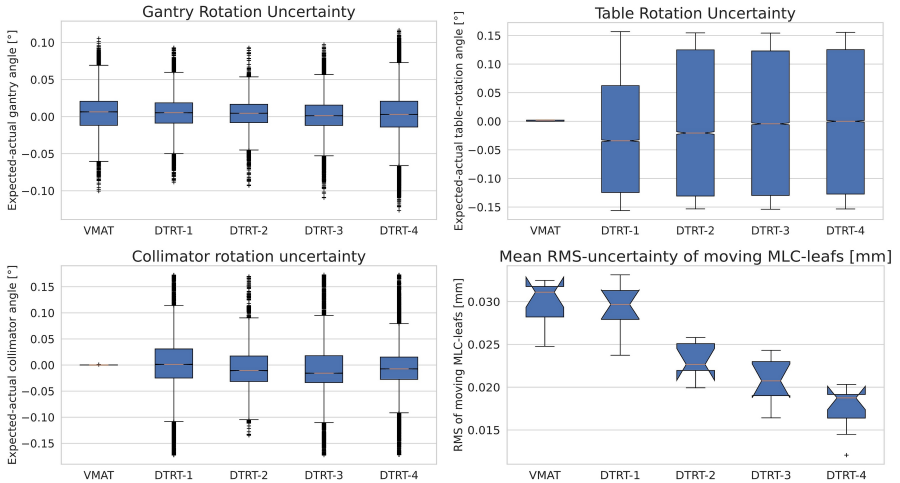 Gantry Rotation Uncertainty
Expected-actual gantry angle [°]
0.10
0.05
0.00
−0.05
−0.10
VMAT DTRT-1 DTRT-2 DTRT-3 DTRT-4
Table Rotation Uncertainty
Expected-actual table-rotation angle [°]
0.15
0.10
0.05
0.00
−0.05
−0.10
−0.15
VMAT DTRT-1 DTRT-2 DTRT-3 DTRT-4
Collimator rotation uncertainty
Expected-actual collimator angle [°]
0.15
0.10
0.05
0.00
−0.05
−0.10
−0.15
VMAT DTRT-1 DTRT-2 DTRT-3 DTRT-4
Mean RMS-uncertainty of moving MLC-leafs [mm]
RMS of moving MLC-leafs [mm]
0.030
0.025
0.020
0.015
VMAT DTRT-1 DTRT-2 DTRT-3 DTRT-4